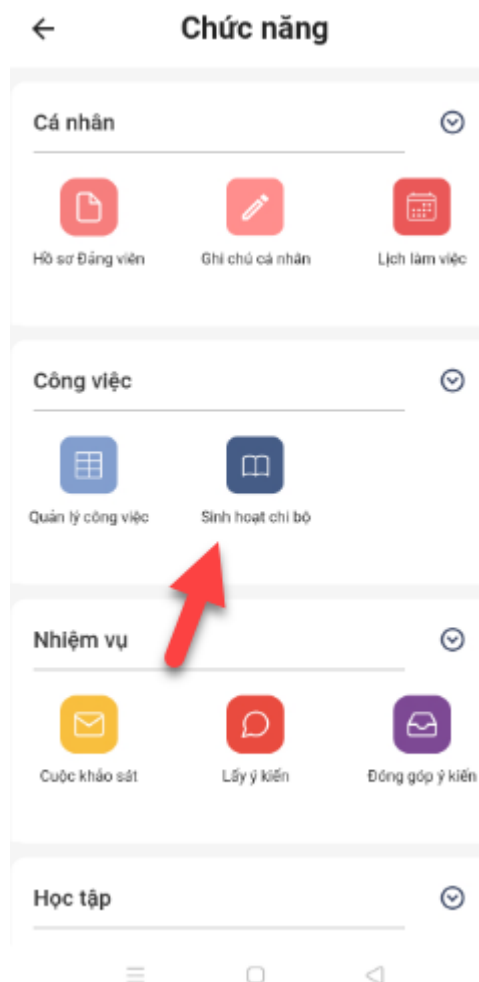 Chức năng
Cá nhân
Hồ sơ Đảng viên
Ghi chú cá nhân
Lịch làm việc
Công việc
Quản lý công việc
Sinh hoạt chi bộ
Nhiệm vụ
Cuộc khảo sát
Lấy ý kiến
Đóng góp ý kiến
Học tập